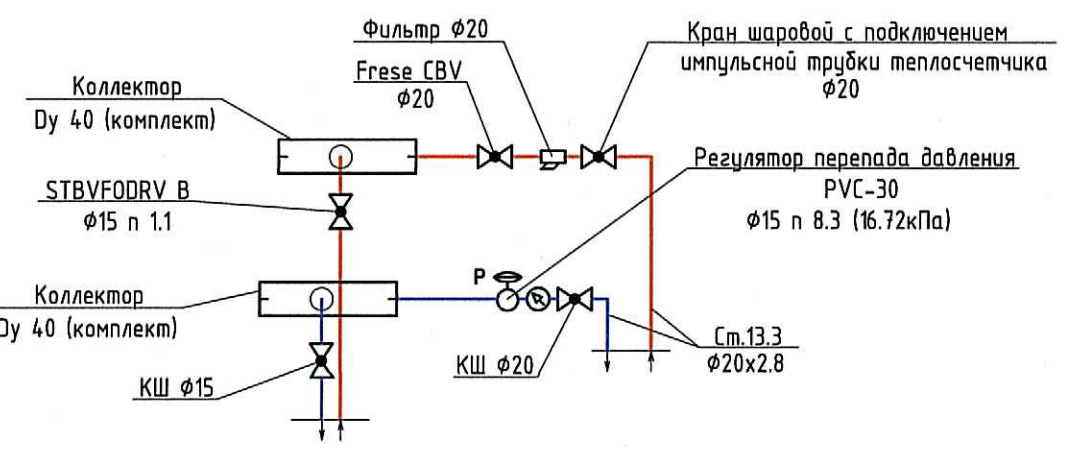 Фильтр Ф20
Кран шаровой с подключением
импульсной трубки теплосчетчика
Ф20
Frese CBV
Ф20
Коллектор
Dy 40 (комплект)
Регулятор перепада давления
PVC-30
Ф15 n 8.3 (16.72кПа)
STBVFODRV B
Ф15 n 1.1
P
Коллектор
Dy 40 (комплект)
Ст.13.3
Ф20х2.8
КШ Ф20
КШ Ф15